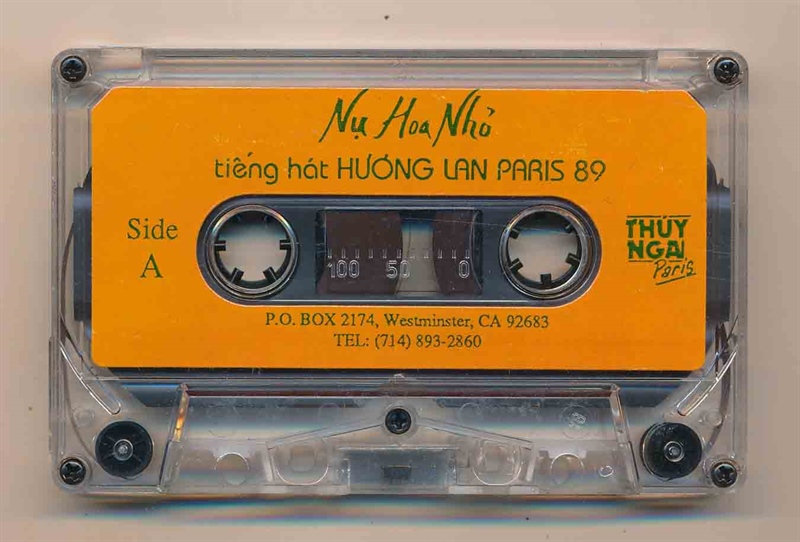 Nụ Hoa Nhỏ
tiếng hát HƯƠNG LAN PARIS 89
Side
A
100 50 0
THÚY
NGA
Paris
P.O. BOX 2174, Westminster, CA 92683
TEL: (714) 893-2860